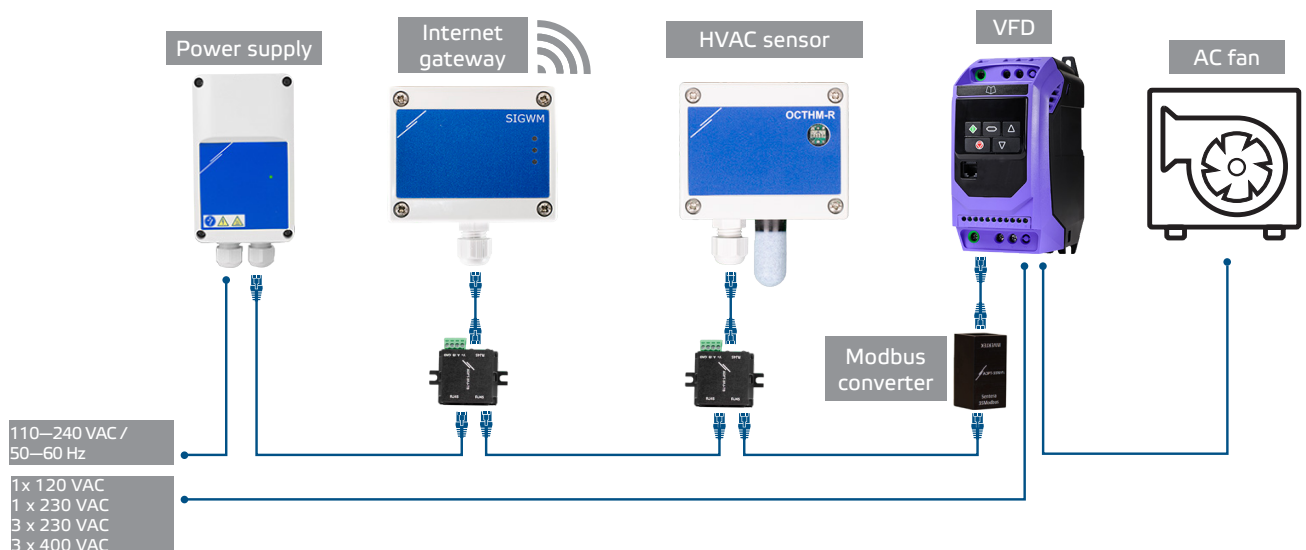 Power supply
Internet
gateway
HVAC sensor
VFD
AC fan
SIGWM
OCTHM-R
Modbus
converter
110—240 VAC /
50—60 Hz
1x 120 VAC
1 x 230 VAC
3 x 230 VAC
3 x 400 VAC